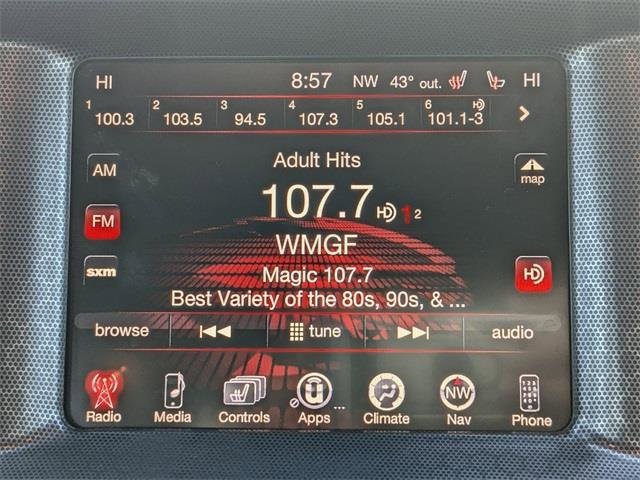 HI 8:57 NW 43° out. HI
1 100.3 2 103.5 3 94.5 4 107.3 5 105.1 6 101.1-3 HD
Adult Hits
AM
map
107.7 HD 1 2
FM
WMGF
sxm
Magic 107.7
HD
Best Variety of the 80s, 90s, & ...
browse tune audio
NW
Radio Media Controls Apps ... Climate Nav Phone